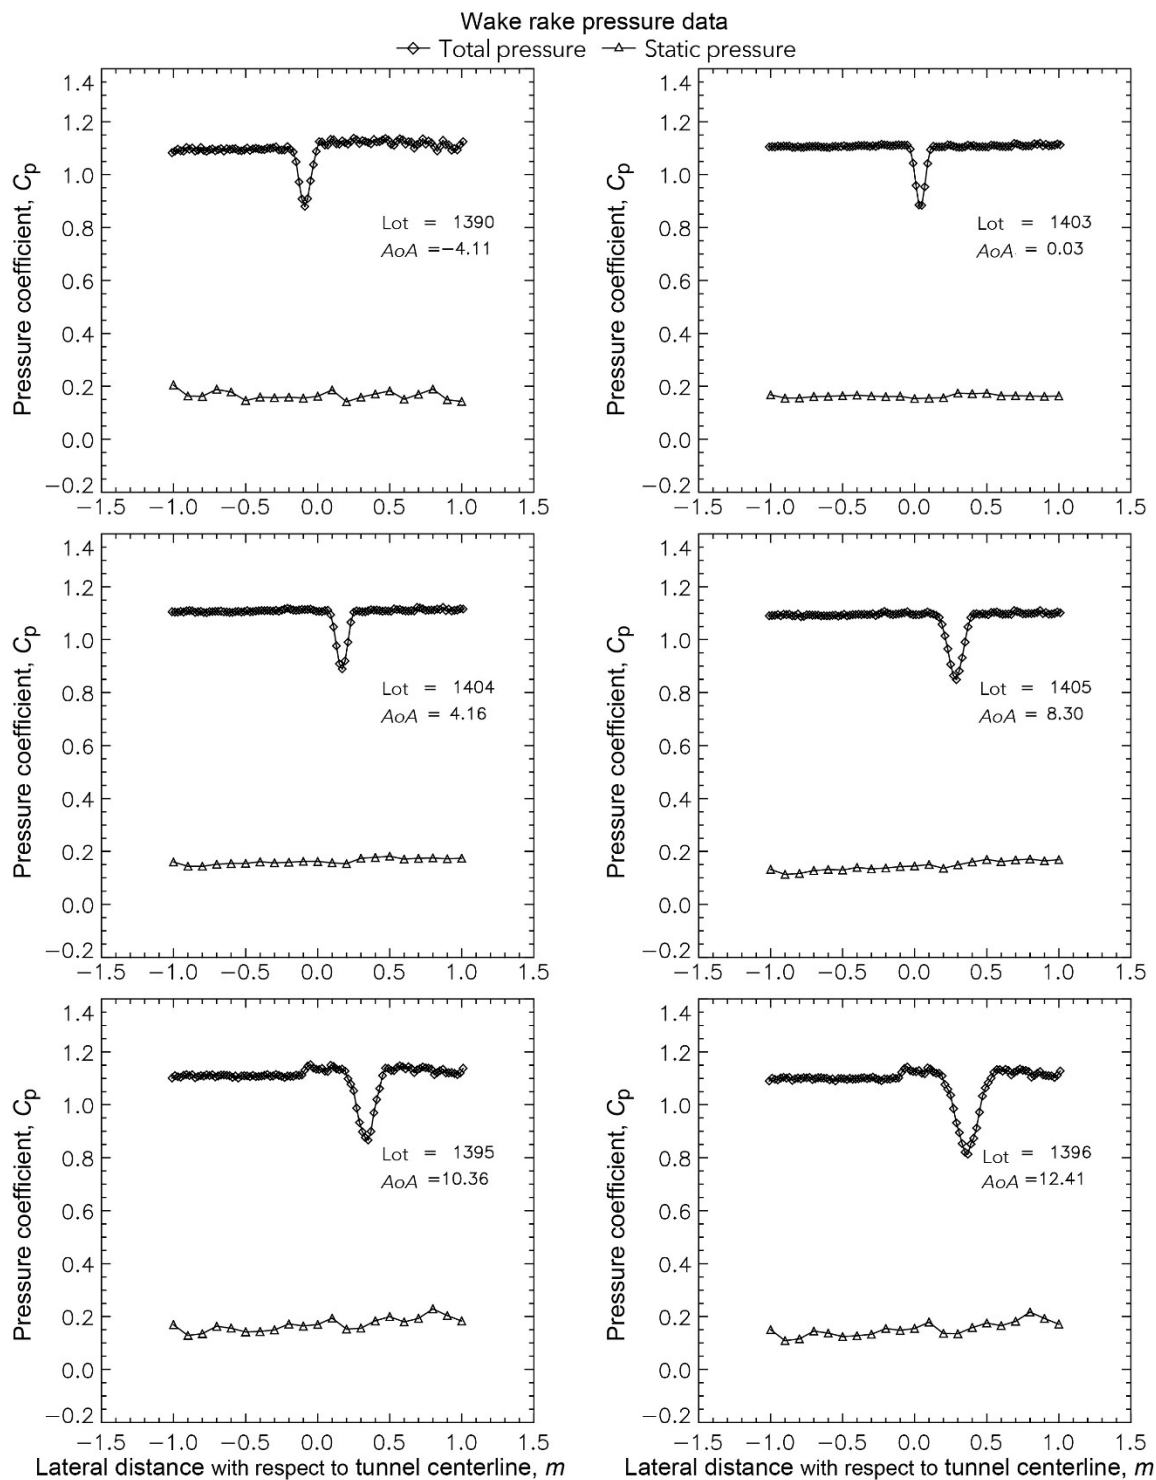 Wake rake pressure data
Total pressure Static pressure
Pressure coefficient, Cp
1.4
1.2
1.0
0.8
0.6
0.4
0.2
0.0
−0.2
−1.5 −1.0 −0.5 0.0 0.5 1.0 1.5
Lot = 1390
AoA =−4.11
Pressure coefficient, Cp
1.4
1.2
1.0
0.8
0.6
0.4
0.2
0.0
−0.2
−1.5 −1.0 −0.5 0.0 0.5 1.0 1.5
Lot = 1403
AoA = 0.03
Pressure coefficient, Cp
1.4
1.2
1.0
0.8
0.6
0.4
0.2
0.0
−0.2
−1.5 −1.0 −0.5 0.0 0.5 1.0 1.5
Lot = 1404
AoA = 4.16
Pressure coefficient, Cp
1.4
1.2
1.0
0.8
0.6
0.4
0.2
0.0
−0.2
−1.5 −1.0 −0.5 0.0 0.5 1.0 1.5
Lot = 1405
AoA = 8.30
Pressure coefficient, Cp
1.4
1.2
1.0
0.8
0.6
0.4
0.2
0.0
−0.2
−1.5 −1.0 −0.5 0.0 0.5 1.0 1.5
Lot = 1395
AoA =10.36
Lateral distance with respect to tunnel centerline, m
Pressure coefficient, Cp
1.4
1.2
1.0
0.8
0.6
0.4
0.2
0.0
−0.2
−1.5 −1.0 −0.5 0.0 0.5 1.0 1.5
Lot = 1396
AoA =12.41
Lateral distance with respect to tunnel centerline, m